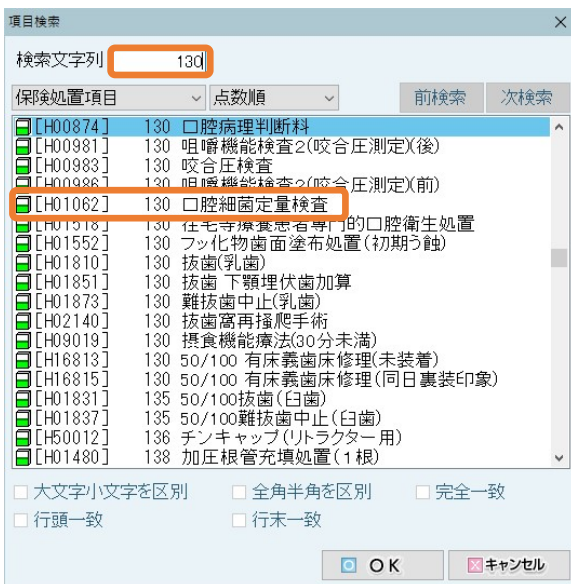 項目検索
検索文字列 130
保険処置項目 点数順 前検索 次検索
[H00874] 130 口腔病理判断料
[H00981] 130 咀嚼機能検査2(咬合圧測定)(後)
[H00983] 130 咬合圧検査
[H00986] 130 咀嚼機能検査2(咬合圧測定)(前)
[H01062] 130 口腔細菌定量検査
[H01518] 130 在宅等療養患者専門的口腔衛生処置
[H01552] 130 フッ化物歯面塗布処置(初期う蝕)
[H01810] 130 抜歯(乳歯)
[H01851] 130 抜歯 下顎埋伏歯加算
[H01873] 130 難抜歯中止(乳歯)
[H02140] 130 抜歯窩再掻爬手術
[H09019] 130 摂食機能療法(30分未満)
[H16813] 130 50/100 有床義歯床修理(未装着)
[H16815] 130 50/100 有床義歯床修理(同日裏装印象)
[H01831] 135 50/100抜歯(臼歯)
[H01837] 135 50/100難抜歯中止(臼歯)
[H50012] 136 チンキャップ(リトラクター用)
[H01480] 138 加圧根管充填処置(1根)
大文字小文字を区別 全角半角を区別 完全一致
行頭一致 行末一致
OK キャンセル